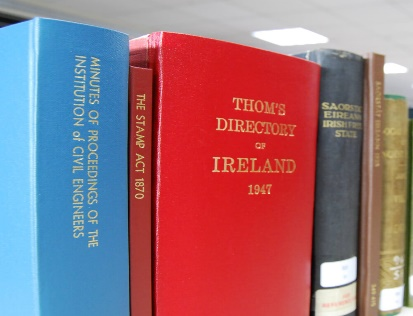 MINUTES OF PROCEEDINGS OF THE
INSTITUTION of CIVIL ENGINEERS
THE STAMP ACT 1870
THOM'S
DIRECTORY
OF
IRELAND
1947
SAORSTÁT
EIREANN
IRISH FREE
STATE